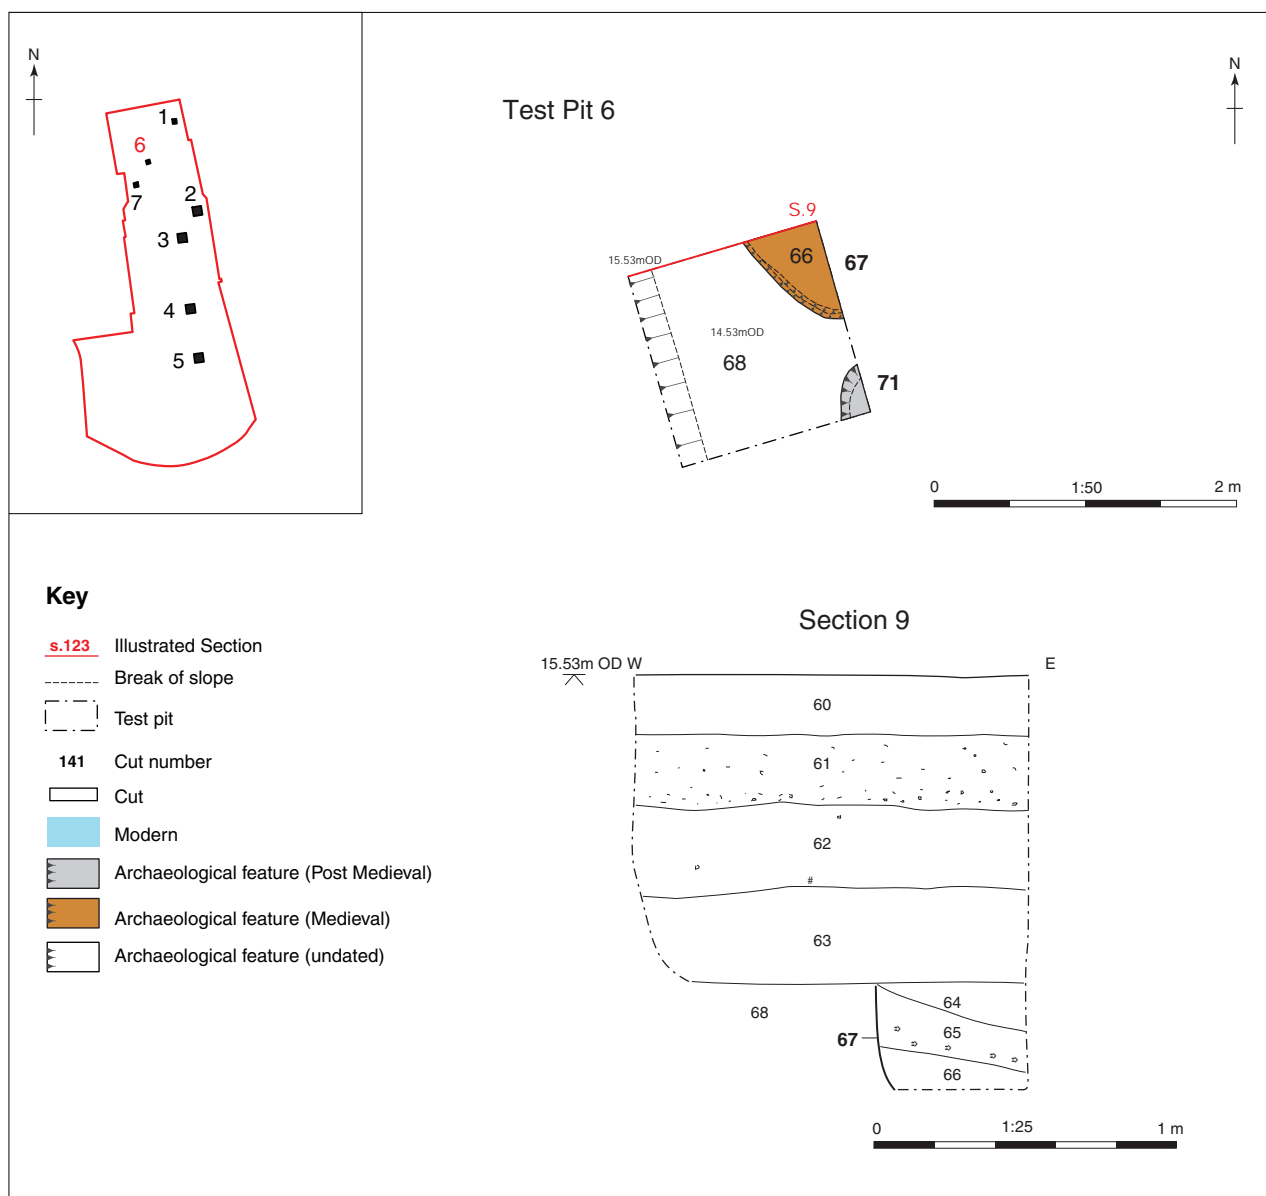 N
1
6
7
2
3
4
5
Test Pit 6
N
S.9
15.53mOD
66
67
14.53mOD
68
71
0 1:50 2 m
Key
s.123 Illustrated Section
Break of slope
Test pit
141 Cut number
Cut
Modern
Archaeological feature (Post Medieval)
Archaeological feature (Medieval)
Archaeological feature (undated)
Section 9
15.53m OD W E
60
61
62
63
64
68
65
67
66
0 1:25 1 m